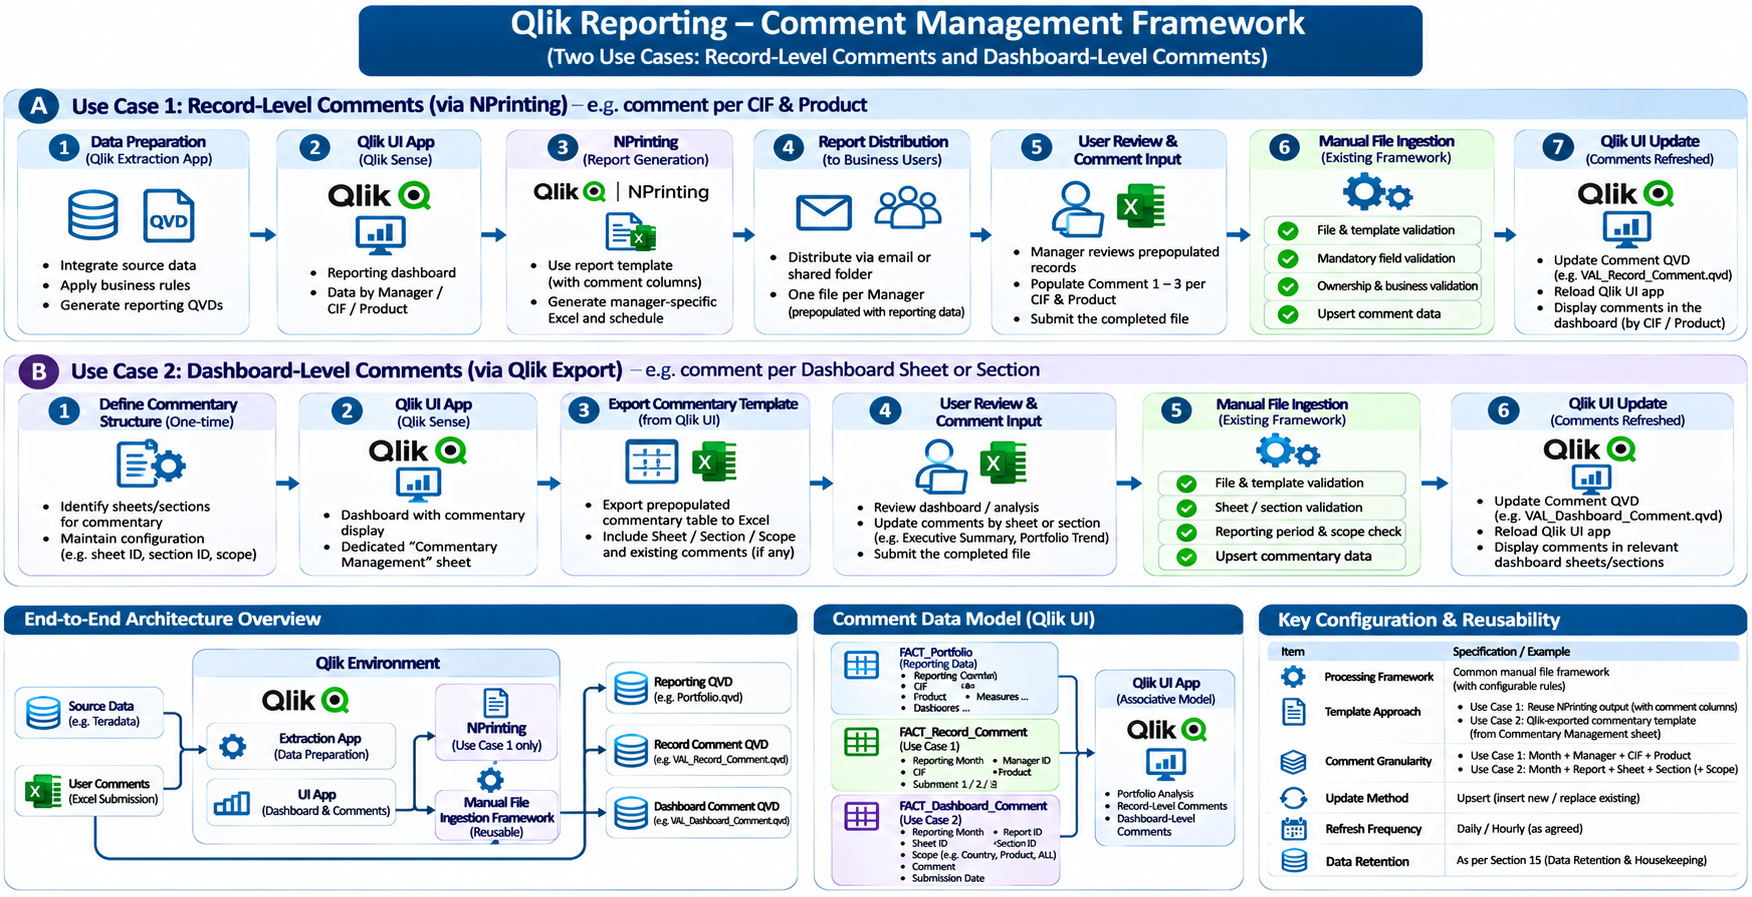 Qlik Reporting – Comment Management Framework
(Two Use Cases: Record-Level Comments and Dashboard-Level Comments)
A Use Case 1: Record-Level Comments (via NPrinting) – e.g. comment per CIF & Product
1 Data Preparation
(Qlik Extraction App)
QVD
• Integrate source data
• Apply business rules
• Generate reporting QVDs
2 Qlik UI App
(Qlik Sense)
Qlik
• Reporting dashboard
• Data by Manager /
CIF / Product
3 NPrinting
(Report Generation)
Qlik | NPrinting
X
• Use report template
(with comment columns)
• Generate manager-specific
Excel and schedule
4 Report Distribution
(to Business Users)
• Distribute via email or
shared folder
• One file per Manager
(prepopulated with reporting data)
5 User Review &
Comment Input
X
• Manager reviews prepopulated
records
• Populate Comment 1 – 3 per
CIF & Product
• Submit the completed file
6 Manual File Ingestion
(Existing Framework)
File & template validation
Mandatory field validation
Ownership & business validation
Upsert comment data
7 Qlik UI Update
(Comments Refreshed)
Qlik
• Update Comment QVD
(e.g. VAL_Record_Comment.qvd)
• Reload Qlik UI app
• Display comments in the
dashboard (by CIF / Product)
B Use Case 2: Dashboard-Level Comments (via Qlik Export) – e.g. comment per Dashboard Sheet or Section
1 Define Commentary
Structure (One-time)
• Identify sheets/sections
for commentary
• Maintain configuration
(e.g. sheet ID, section ID, scope)
2 Qlik UI App
(Qlik Sense)
Qlik
• Dashboard with commentary
display
• Dedicated “Commentary
Management” sheet
3 Export Commentary Template
(from Qlik UI)
X
• Export prepopulated
commentary table to Excel
• Include Sheet / Section / Scope
and existing comments (if any)
4 User Review &
Comment Input
X
• Review dashboard / analysis
• Update comments by sheet or section
(e.g. Executive Summary, Portfolio Trend)
• Submit the completed file
5 Manual File Ingestion
(Existing Framework)
File & template validation
Sheet / section validation
Reporting period & scope check
Upsert commentary data
6 Qlik UI Update
(Comments Refreshed)
Qlik
• Update Comment QVD
(e.g. VAL_Dashboard_Comment.qvd)
• Reload Qlik UI app
• Display comments in relevant
dashboard sheets/sections
End-to-End Architecture Overview
Source Data
(e.g. Teradata)
X User Comments
(Excel Submission)
Qlik Environment
Qlik
Extraction App
(Data Preparation)
UI App
(Dashboard & Comments)
NPrinting
(Use Case 1 only)
Manual File
Ingestion Framework
(Reusable)
Reporting QVD
(e.g. Portfolio.qvd)
Record Comment QVD
(e.g. VAL_Record_Comment.qvd)
Dashboard Comment QVD
(e.g. VAL_Dashboard_Comment.qvd)
Comment Data Model (Qlik UI)
FACT_Portfolio
(Reporting Data)
• Reporting
• CIF
• Product • Measures ...
FACT_Record_Comment
(Use Case 1)
• Reporting Month • Manager ID
• CIF •Product
FACT_Dashboard_Comment
(Use Case 2)
• Reporting Month • Report ID
• Sheet ID •Section ID
• Scope (e.g. Country, Product, ALL)
• Comment
• Submission Date
Qlik UI App
(Associative Model)
Qlik
• Portfolio Analysis
• Record-Level Comments
• Dashboard-Level
Comments
Key Configuration & Reusability
Item Specification / Example
Processing Framework Common manual file framework
(with configurable rules)
Template Approach • Use Case 1: Reuse NPrinting output (with comment columns)
• Use Case 2: Qlik-exported commentary template
(from Commentary Management sheet)
Comment Granularity • Use Case 1: Month + Manager + CIF + Product
• Use Case 2: Month + Report + Sheet + Section (+ Scope)
Update Method Upsert (insert new / replace existing)
Refresh Frequency Daily / Hourly (as agreed)
Data Retention As per Section 15 (Data Retention & Housekeeping)